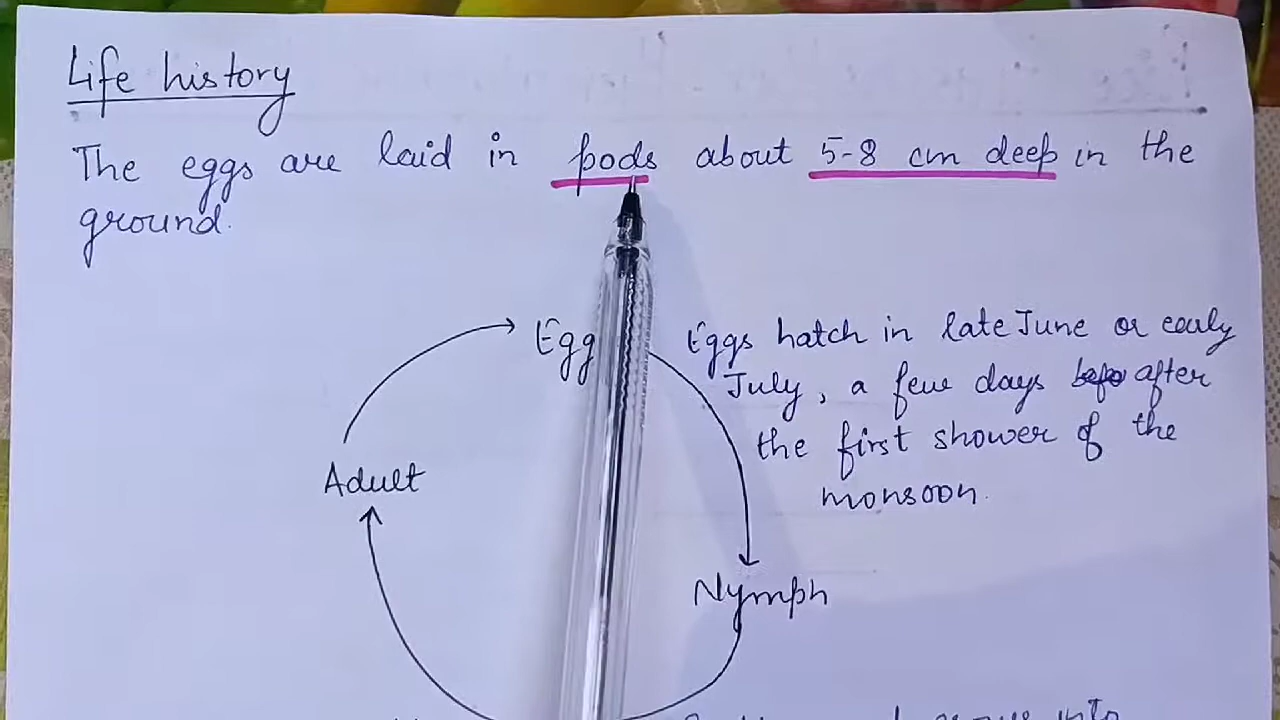 Life history
The eggs are laid in pods about 5-8 cm deep in the
ground.
Egg
Eggs hatch in late June or early
July, a few days after
the first shower of the
monsoon.
Adult
Nymph